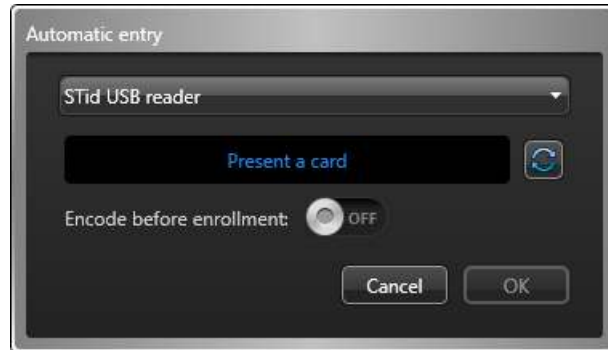 Automatic entry
STid USB reader
Present a card
Encode before enrollment:
OFF
Cancel
OK